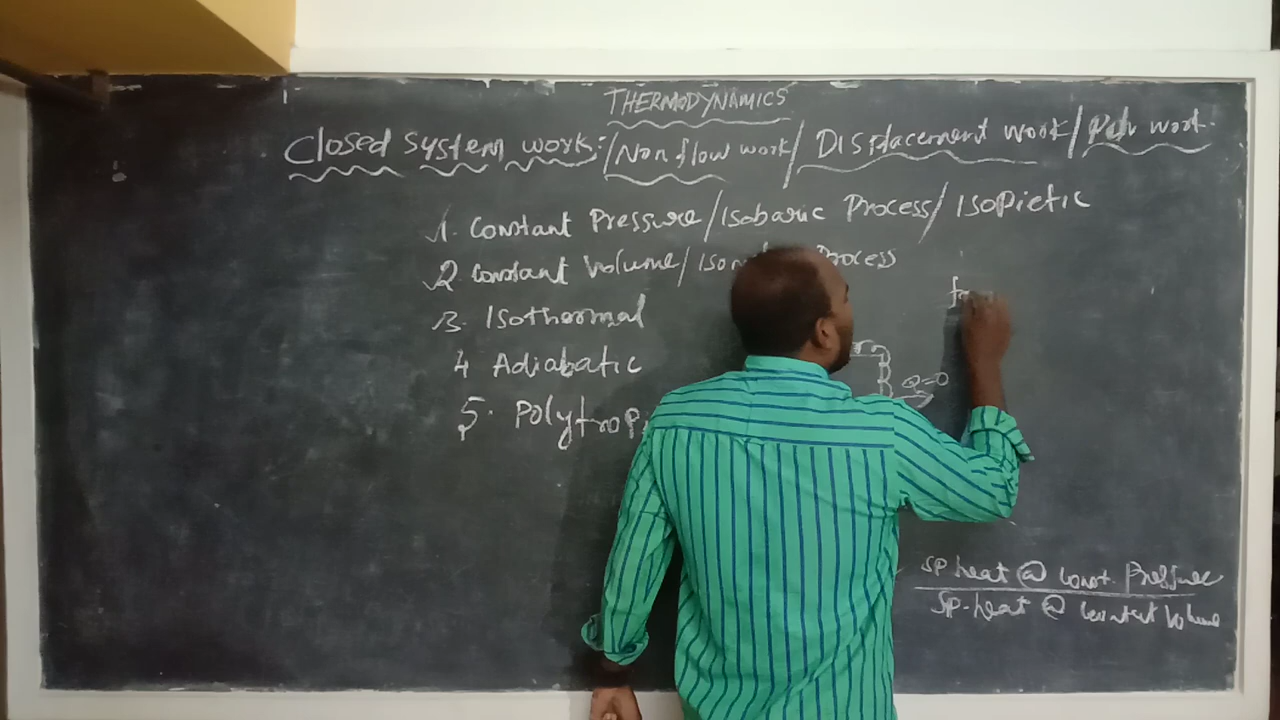 THERMODYNAMICS
Closed system work:/Non flow work/Displacement work/Pdv work.
1. Constant Pressure/Isobaric Process/Isopietic
2. Constant Volume/ Process
3. Isothermal
4 Adiabatic
5. Polytropi
Q=0
sp heat @ const. Pressure
sp. heat @ constant Volume